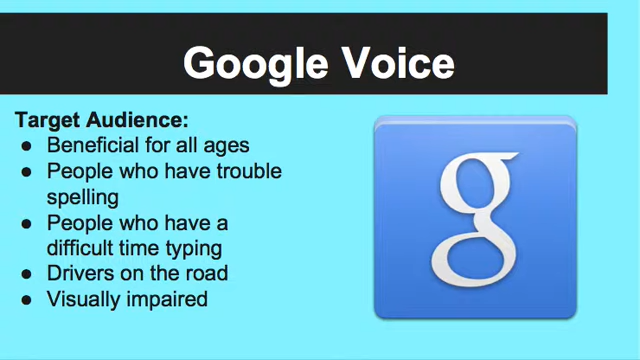 Google Voice
Target Audience:
● Beneficial for all ages
● People who have trouble
spelling
● People who have a
difficult time typing
● Drivers on the road
● Visually impaired
g